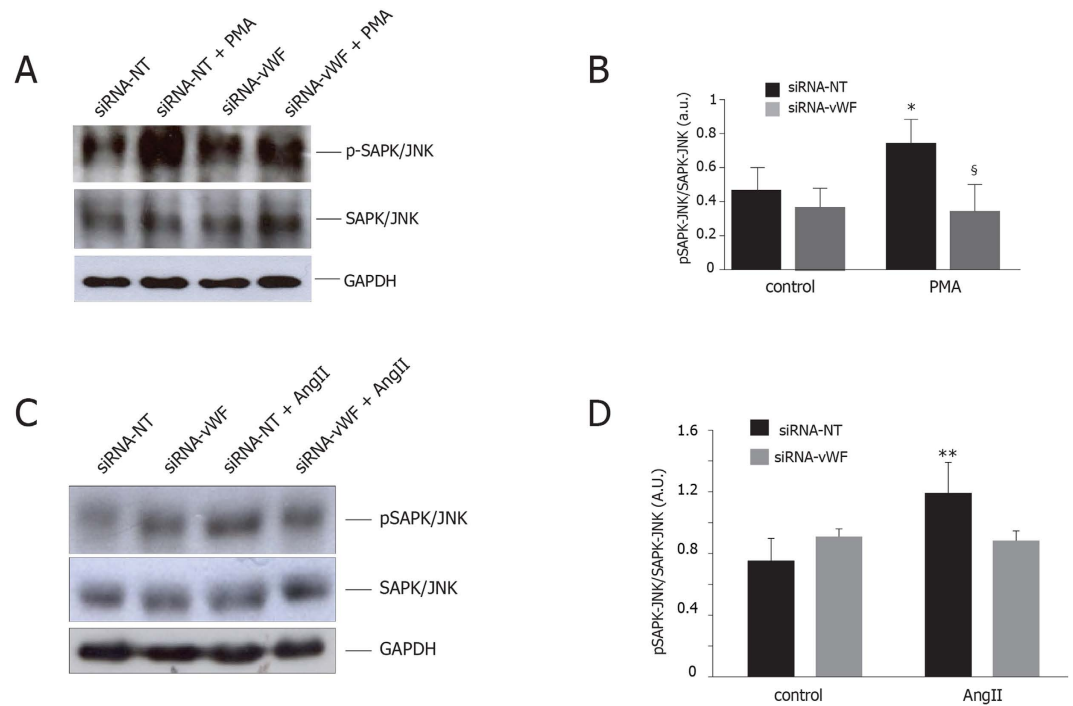 A
siRNA-NT
siRNA-NT + PMA
siRNA-vWF
siRNA-vWF + PMA
p-SAPK/JNK
SAPK/JNK
GAPDH
B
siRNA-NT
siRNA-vWF
pSAPK-JNK/SAPK-JNK (a.u.)
1
0.8
0.6
0.4
0.2
0
*
§
control
PMA
C
siRNA-NT
siRNA-vWF
siRNA-NT + AngII
siRNA-vWF + AngII
pSAPK/JNK
SAPK/JNK
GAPDH
D
siRNA-NT
siRNA-vWF
pSAPK-JNK/SAPK-JNK (A.U.)
1.6
1.2
0.8
0.4
0
**
control
AngII